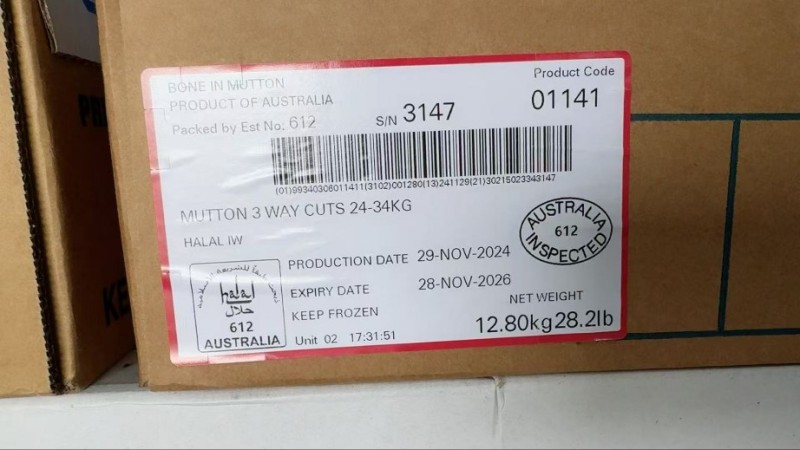 BONE IN MUTTON
PRODUCT OF AUSTRALIA
Packed by Est No. 612
S/N 3147
Product Code
01141
(01)99340306011411(3102)001280(13)241129(21)30215023343147
MUTTON 3 WAY CUTS 24-34KG
HALAL IW
AUSTRALIA
612
INSPECTED
PRODUCTION DATE 29-NOV-2024
EXPIRY DATE 28-NOV-2026
KEEP FROZEN
NET WEIGHT
12.80kg28.2lb
Unit 02 17:31:51
halal
حلال
612
AUSTRALIA
PR
KE